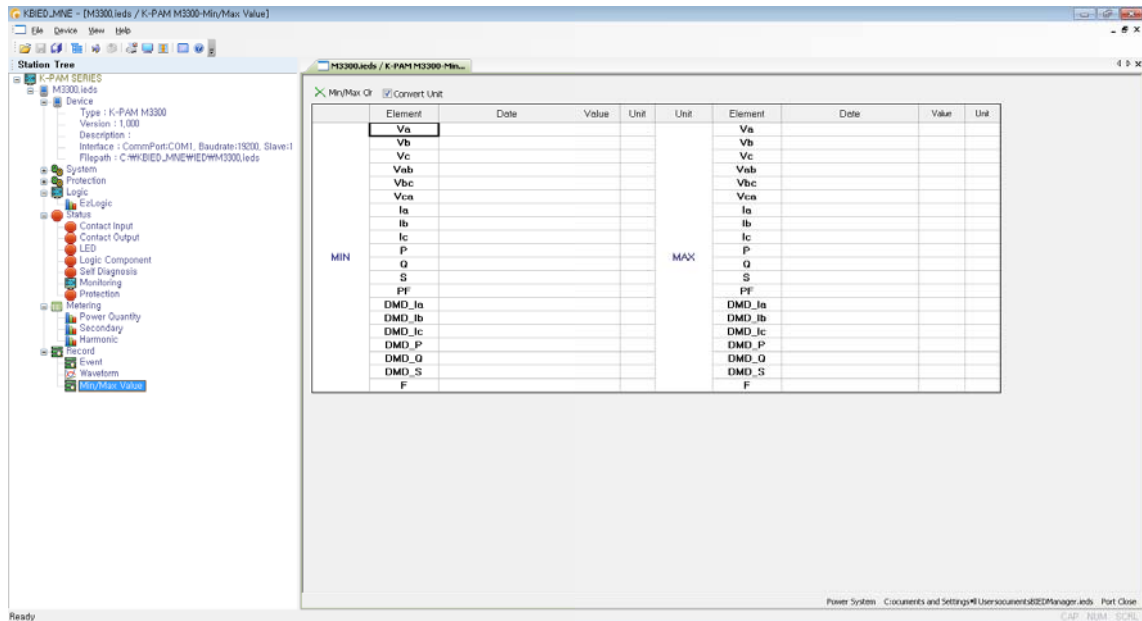 KBIED_MNE - [M3300.ieds / K-PAM M3300-Min/Max Value]
File Device View Help
Station Tree
M3300.ieds / K-PAM M3300-Min...
K-PAM SERIES
M3300.ieds
Device
Type : K-PAM M3300
Version : 1,000
Description :
Interface : CommPort:COM1, Baudrate:19200, Slave:1
Filepath : C:₩KBIED_MNE₩IED₩M3300.ieds
System
Protection
Logic
EzLogic
Status
Contact Input
Contact Output
LED
Logic Component
Self Diagnosis
Monitoring
Protection
Metering
Power Quantity
Secondary
Harmonic
Record
Event
Waveform
Min/Max Value
Min/Max Clr Convert Unit
Element Date Value Unit Unit Element Date Value Unit
Va Va
Vb Vb
Vc Vc
Vab Vab
Vbc Vbc
Vca Vca
Ia Ia
Ib Ib
Ic Ic
P P
MIN MAX
Q Q
S S
PF PF
DMD_Ia DMD_Ia
DMD_Ib DMD_Ib
DMD_Ic DMD_Ic
DMD_P DMD_P
DMD_Q DMD_Q
DMD_S DMD_S
F F
Power System Port Close
Ready CAP NUM SCRL